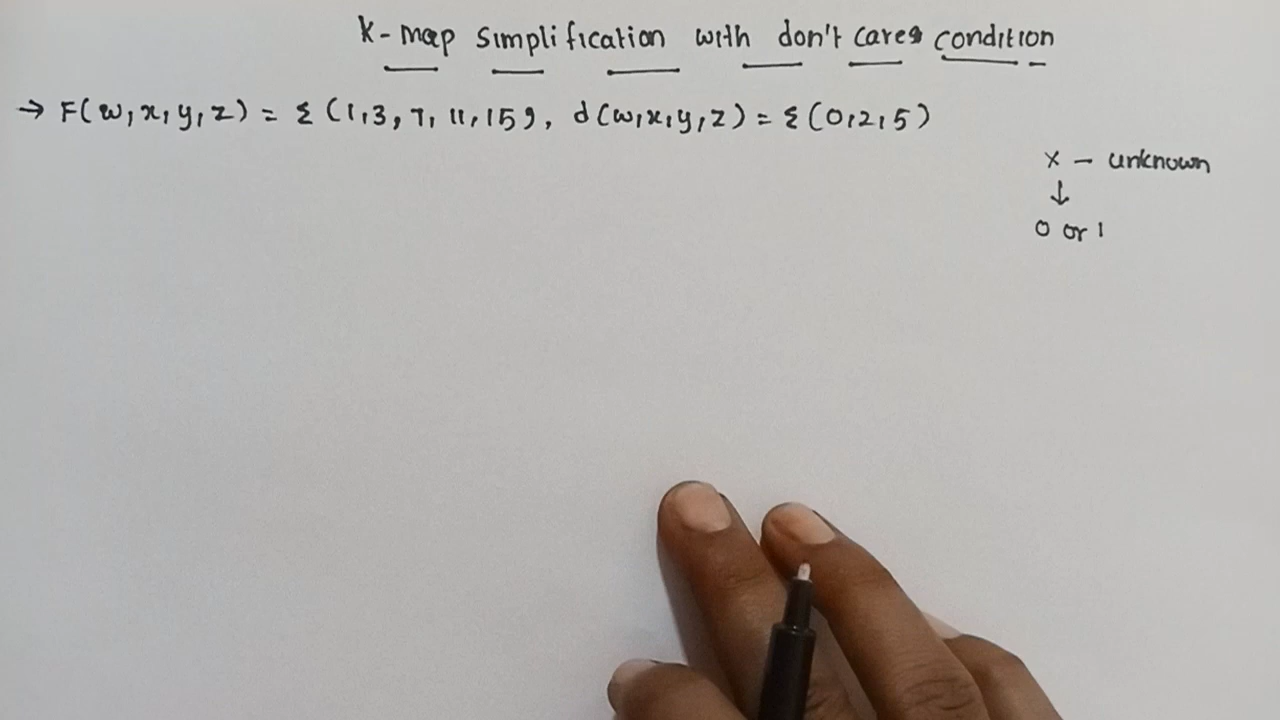 K-map simplification with don't cares condition
→ F(w,x,y,z) = Σ(1,3,7,11,15), d(w,x,y,z) = Σ(0,2,5)
x - unknown
↓
0 or 1